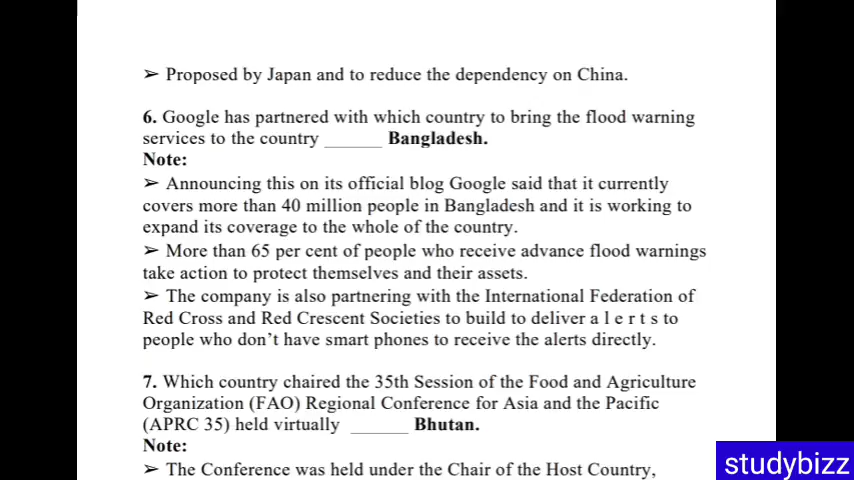 ➢ Proposed by Japan and to reduce the dependency on China.
6. Google has partnered with which country to bring the flood warning
services to the country ______ Bangladesh.
Note:
➢ Announcing this on its official blog Google said that it currently
covers more than 40 million people in Bangladesh and it is working to
expand its coverage to the whole of the country.
➢ More than 65 per cent of people who receive advance flood warnings
take action to protect themselves and their assets.
➢ The company is also partnering with the International Federation of
Red Cross and Red Crescent Societies to build to deliver a l e r t s to
people who don’t have smart phones to receive the alerts directly.
7. Which country chaired the 35th Session of the Food and Agriculture
Organization (FAO) Regional Conference for Asia and the Pacific
(APRC 35) held virtually ______ Bhutan.
Note:
➢ The Conference was held under the Chair of the Host Country,
studybizz